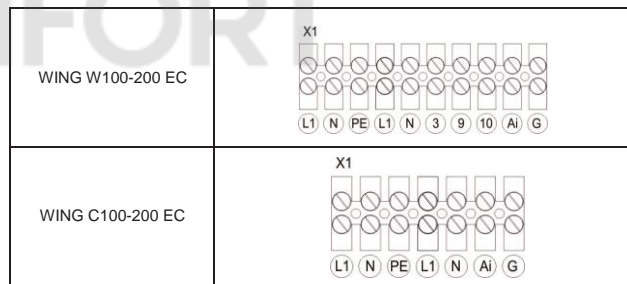 FORT
X1
WING W100-200 EC
L1 N PE L1 N 3 9 10 Ai G
X1
WING C100-200 EC
L1 N PE L1 N Ai G